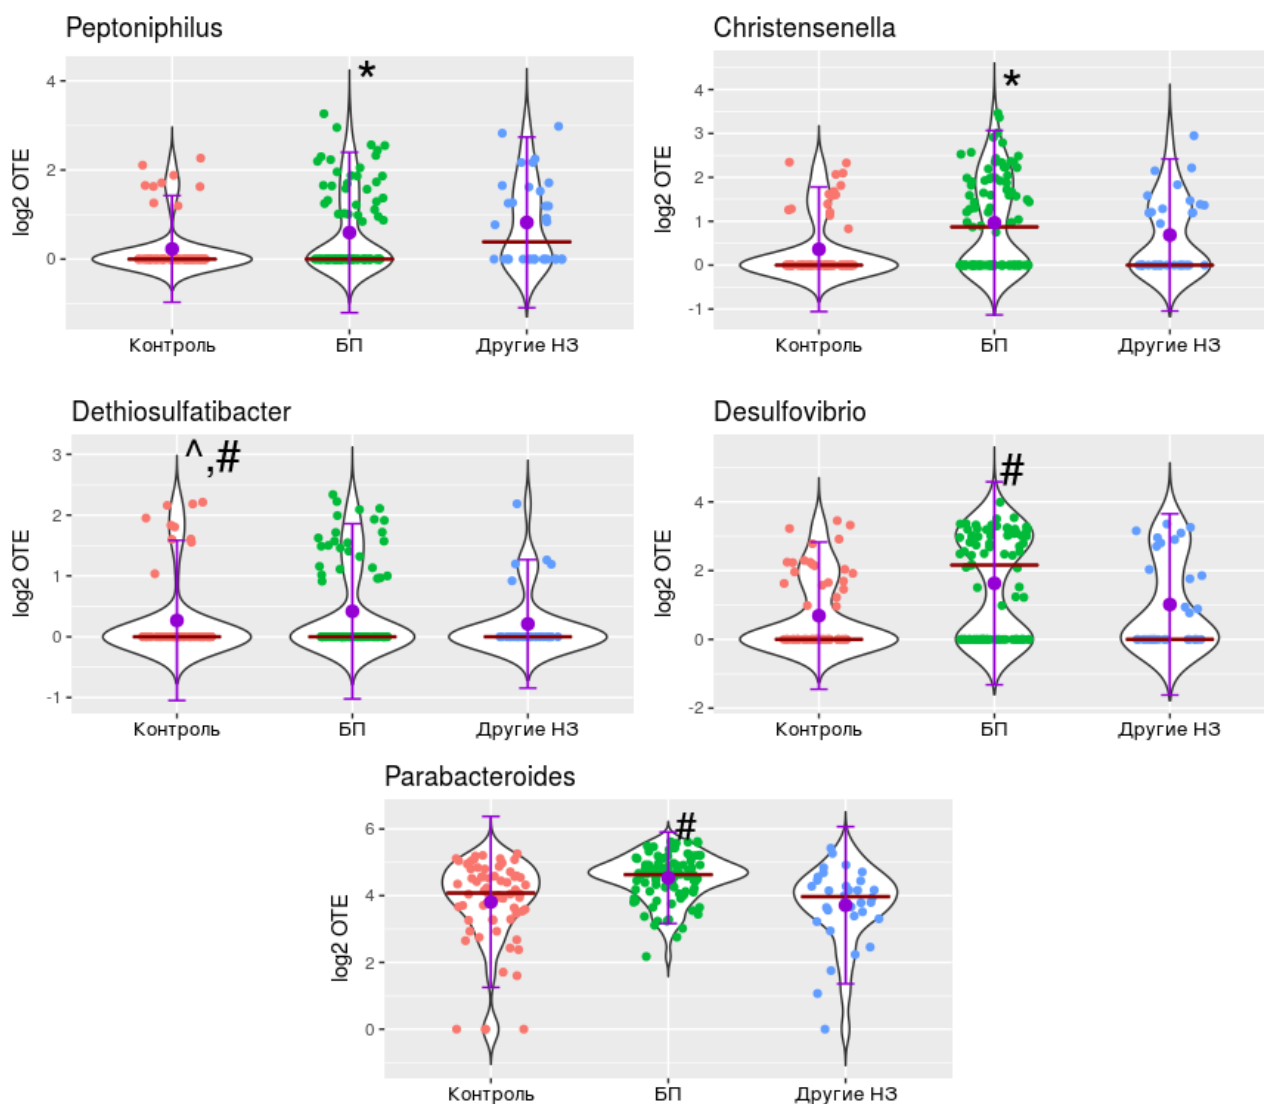 Peptoniphilus
*
log2 OTE
4
2
0
Контроль
БП
Другие НЗ
Christensenella
*
log2 OTE
4
3
2
1
0
-1
Контроль
БП
Другие НЗ
Dethiosulfatibacter
^,#
log2 OTE
3
2
1
0
-1
Контроль
БП
Другие НЗ
Desulfovibrio
#
log2 OTE
4
2
0
-2
Контроль
БП
Другие НЗ
Parabacteroides
#
log2 OTE
6
4
2
0
Контроль
БП
Другие НЗ